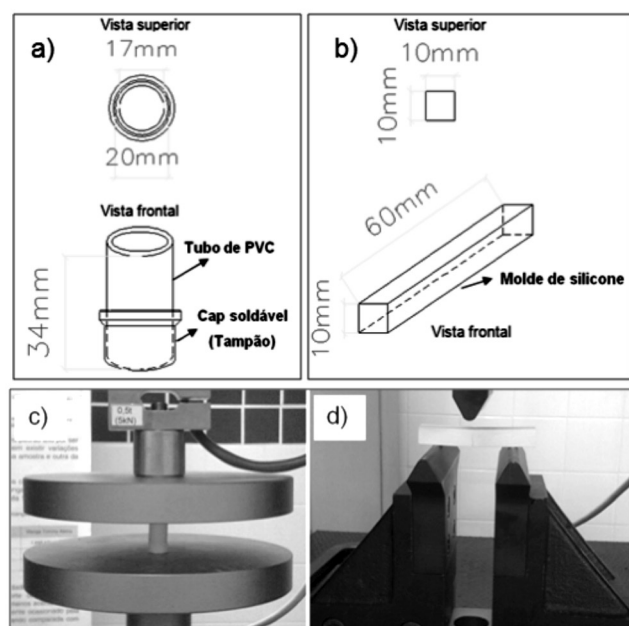 a)
Vista superior
17mm
20mm
Vista frontal
34mm
Tubo de PVC
Cap soldável
(Tampão)
b)
Vista superior
10mm
10mm
60mm
10mm
Molde de silicone
Vista frontal
c)
0,5t
(5kN)
d)